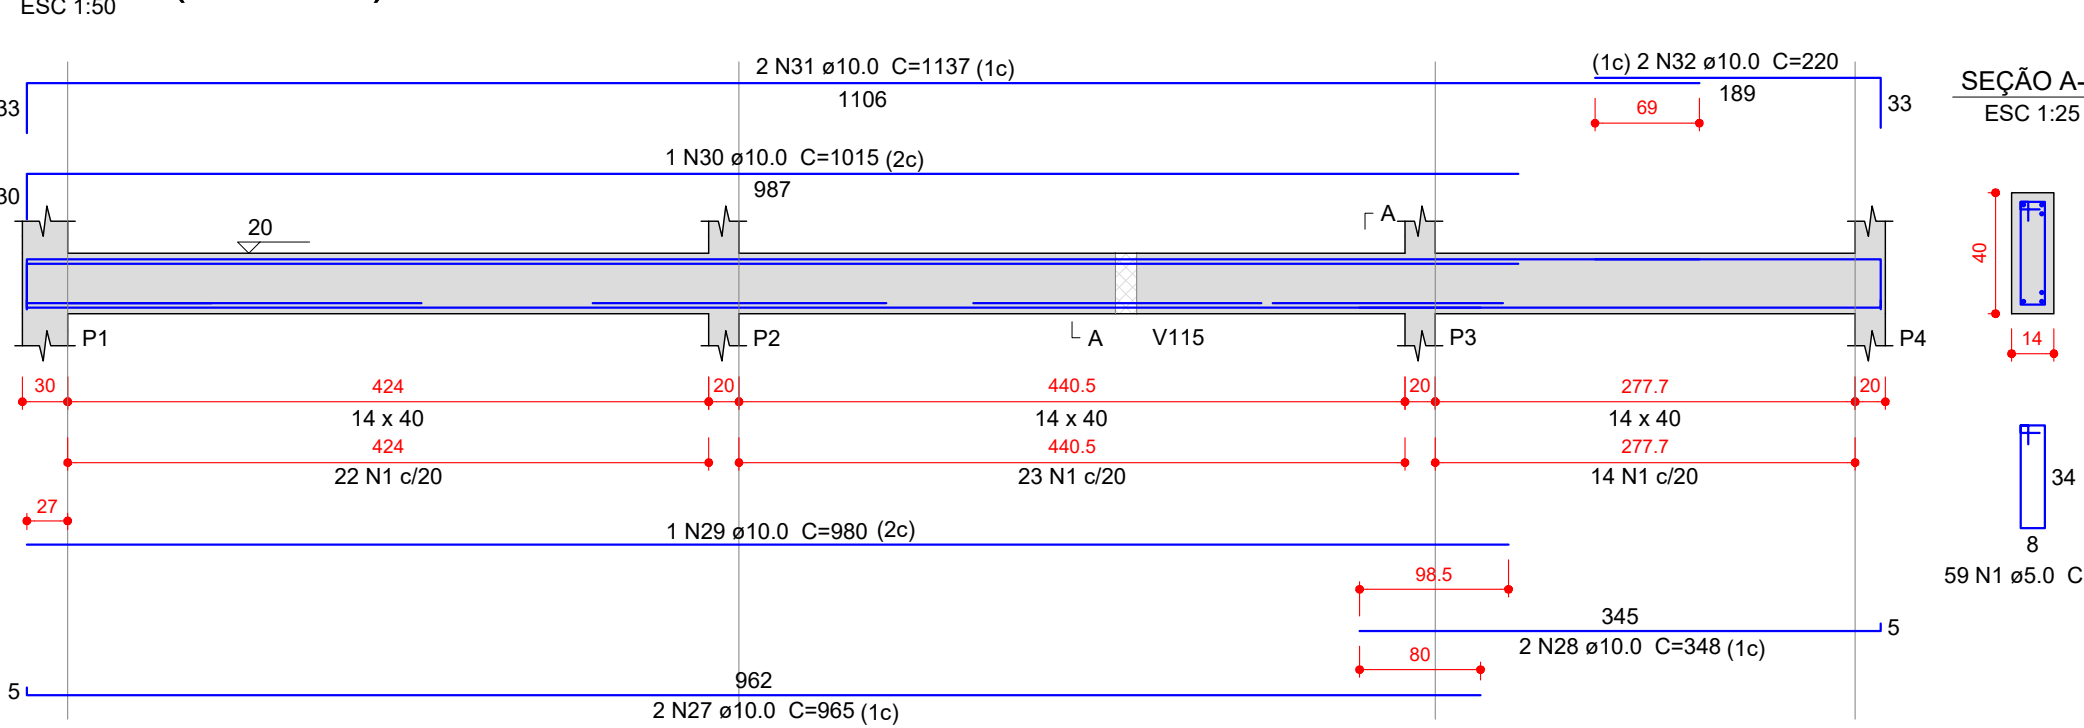 ESC 1:50
2 N31 ø10.0 C=1137 (1c)
1106
(1c) 2 N32 ø10.0 C=220
189
69
33
33
SEÇÃO A-
ESC 1:25
1 N30 ø10.0 C=1015 (2c)
987
30
20
A
40
14
P1
P2
A
V115
P3
P4
30
424
20
440.5
20
277.7
20
14 x 40
14 x 40
14 x 40
424
440.5
277.7
22 N1 c/20
23 N1 c/20
14 N1 c/20
34
8
59 N1 ø5.0 C
27
1 N29 ø10.0 C=980 (2c)
98.5
345
5
2 N28 ø10.0 C=348 (1c)
80
5
962
2 N27 ø10.0 C=965 (1c)